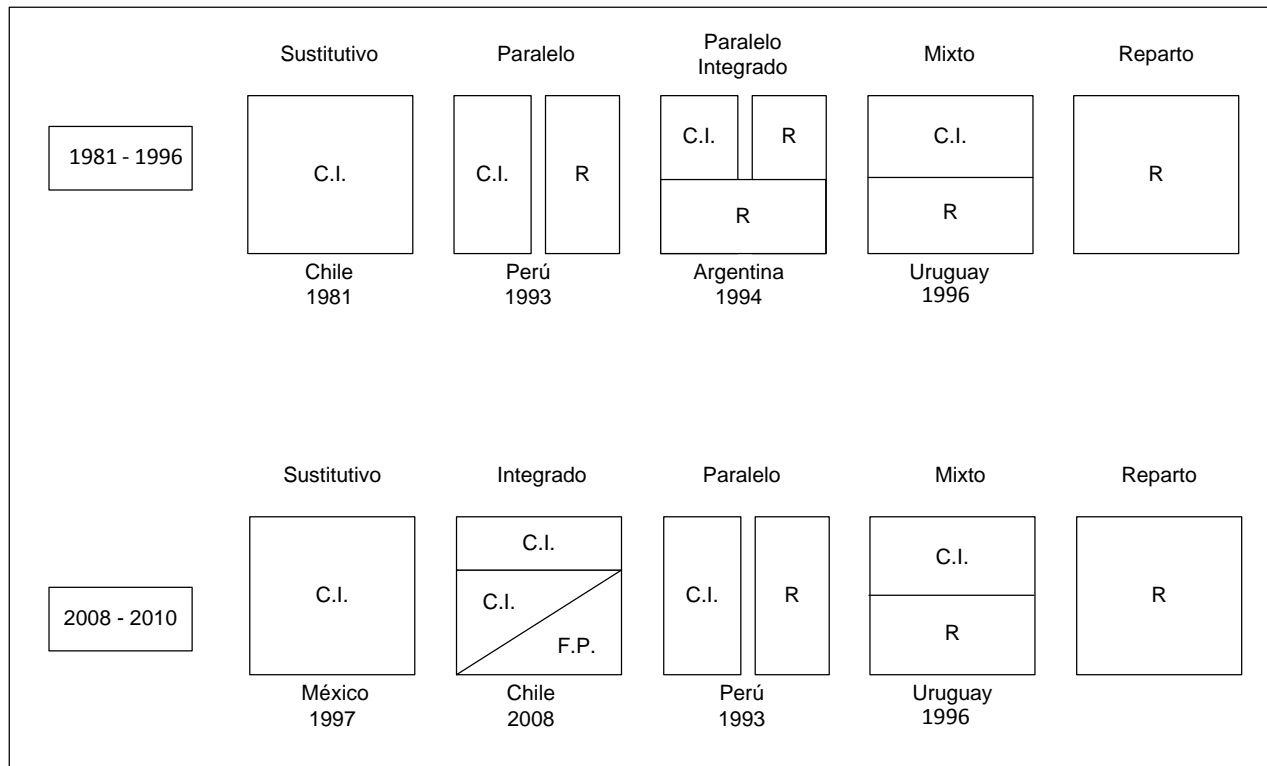 Sustitutivo
Paralelo
Paralelo
Integrado
Mixto
Reparto
1981 - 1996
C.I.
C.I.
R
C.I.
R
R
C.I.
R
R
Chile
1981
Perú
1993
Argentina
1994
Uruguay
1996
Sustitutivo
Integrado
Paralelo
Mixto
Reparto
2008 - 2010
C.I.
C.I.
C.I.
F.P.
C.I.
R
C.I.
R
R
México
1997
Chile
2008
Perú
1993
Uruguay
1996